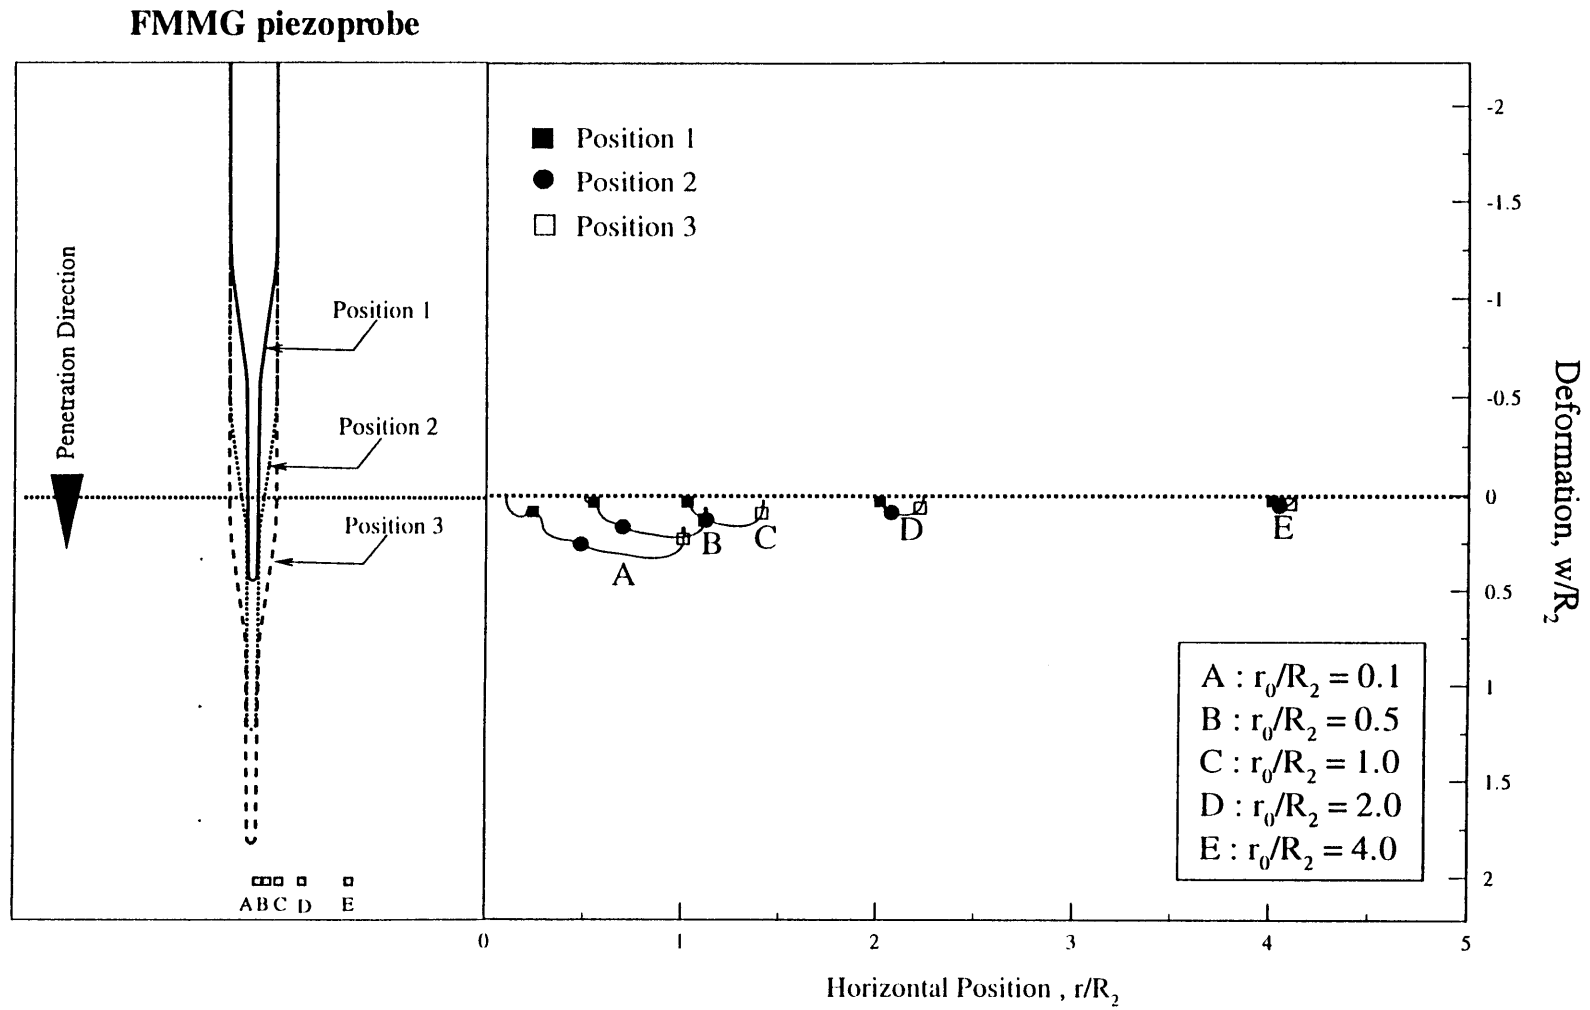 FMMG piezoprobe
Position 1
Position 2
Position 3
Penetration Direction
Position 1
Position 2
Position 3
A B C D E
A
B
C
D
E
-2
-1.5
-1
-0.5
0
0.5
1
1.5
2
Deformation, w/R₂
A : r₀/R₂ = 0.1
B : r₀/R₂ = 0.5
C : r₀/R₂ = 1.0
D : r₀/R₂ = 2.0
E : r₀/R₂ = 4.0
0 1 2 3 4 5
Horizontal Position , r/R₂